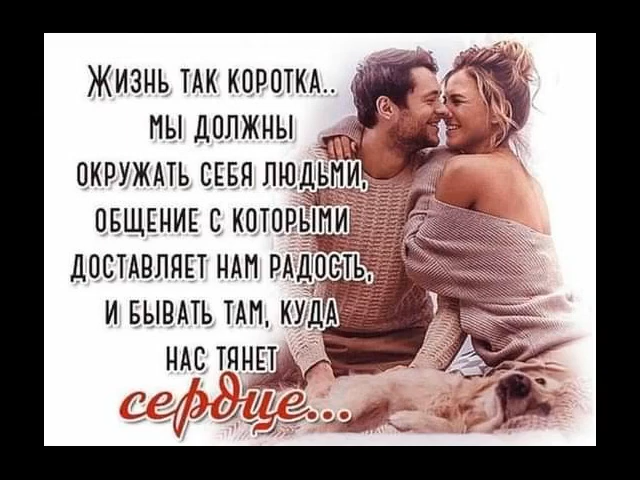 Жизнь так коротка..
мы должны
окружать себя людьми,
общение с которыми
доставляет нам радость,
и бывать там, куда
нас тянет
сердце...